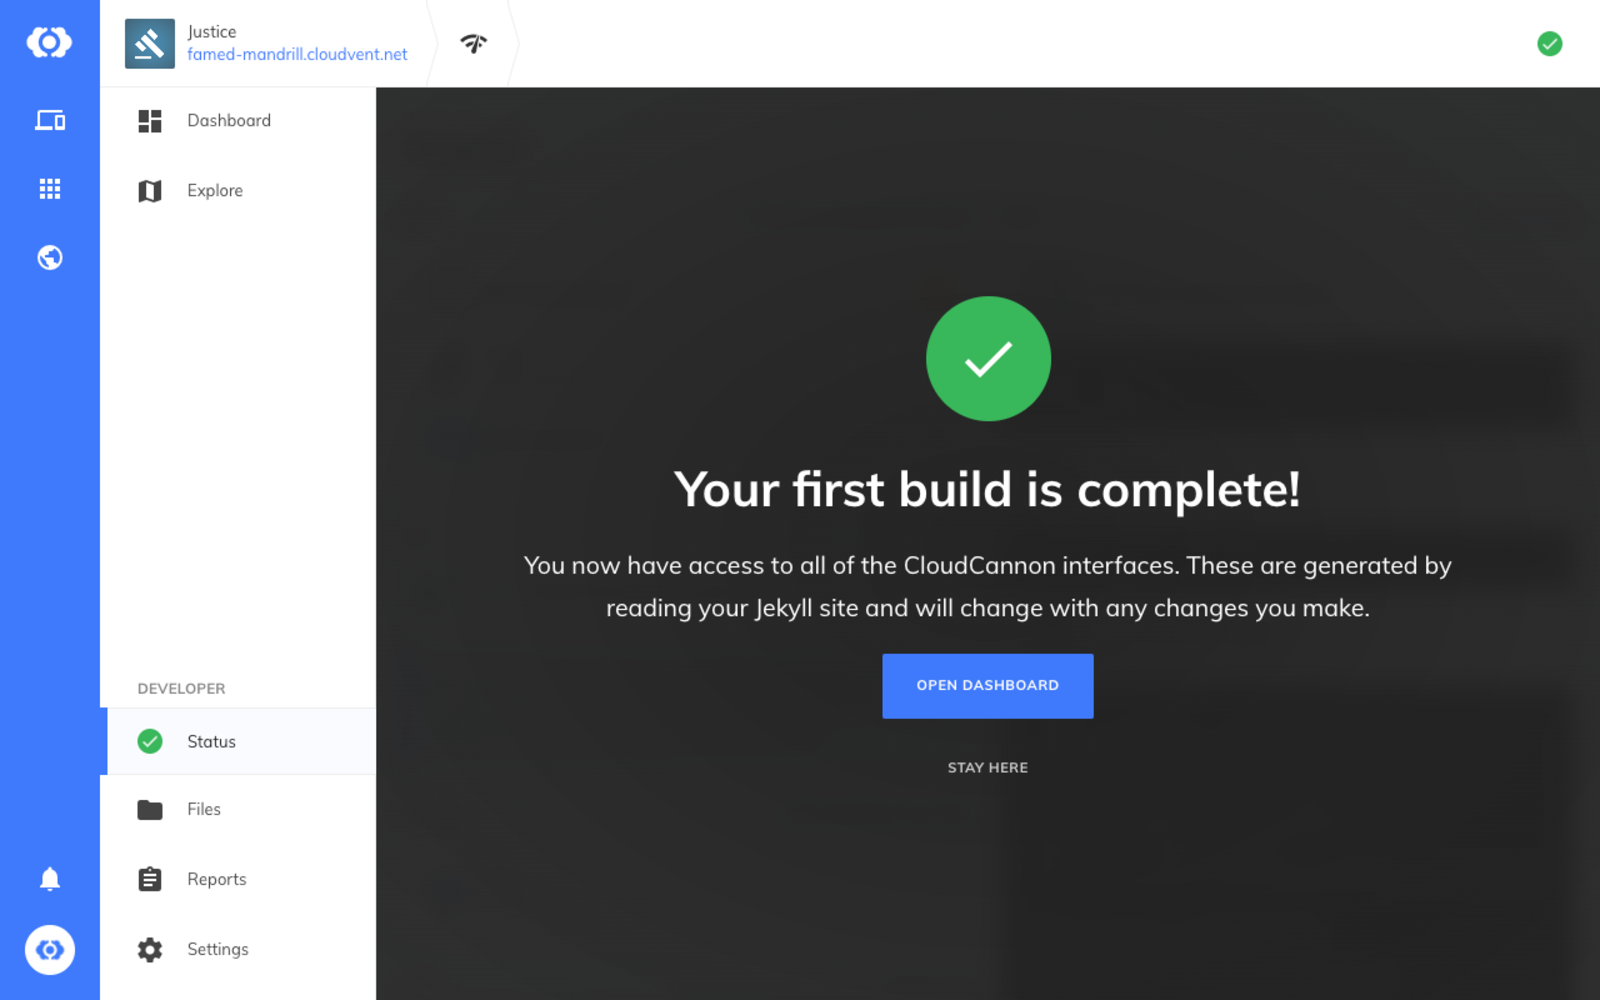 Justice
famed-mandrill.cloudvent.net
Dashboard
Explore
DEVELOPER
Status
Files
Reports
Settings
Your first build is complete!
You now have access to all of the CloudCannon interfaces. These are generated by
reading your Jekyll site and will change with any changes you make.
OPEN DASHBOARD
STAY HERE